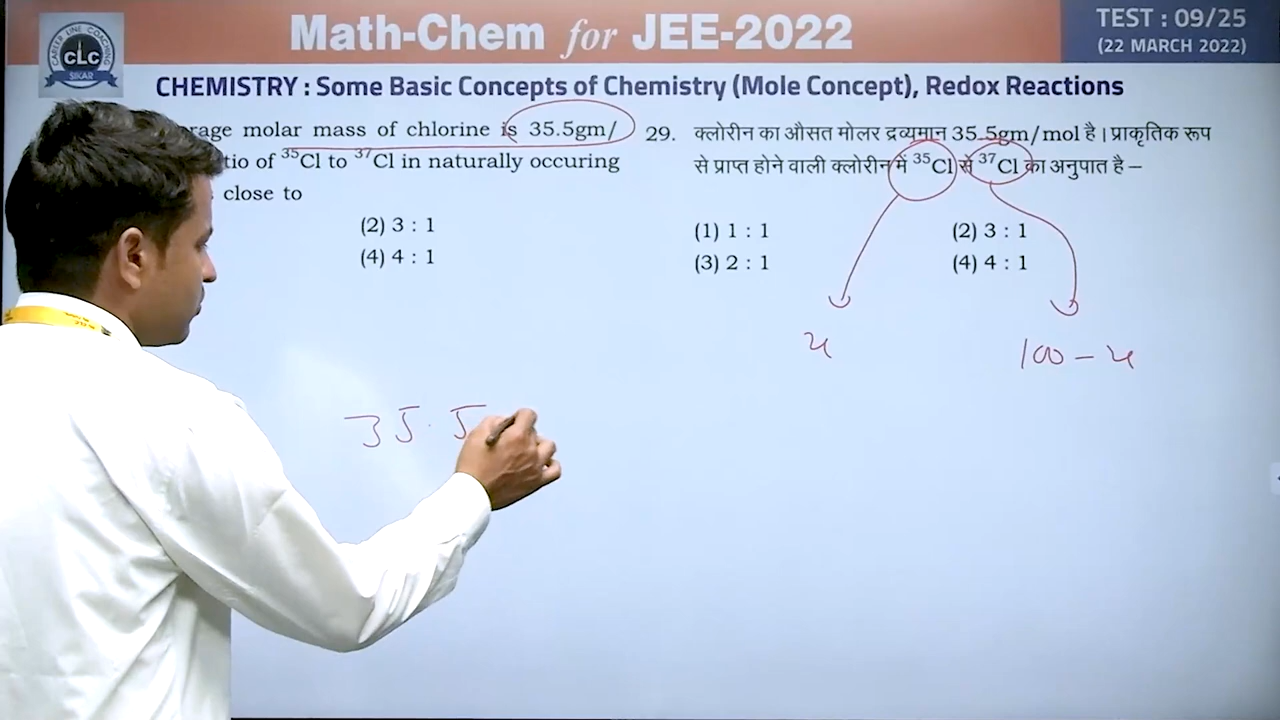 Math-Chem for JEE-2022
TEST : 09/25
(22 MARCH 2022)
CAREER LINE COACHING
CLC
SIKAR
CHEMISTRY : Some Basic Concepts of Chemistry (Mole Concept), Redox Reactions
rage molar mass of chlorine is 35.5gm/
tio of ³⁵Cl to ³⁷Cl in naturally occuring
close to
(2) 3 : 1
(4) 4 : 1
29. क्लोरीन का औसत मोलर द्रव्यमान 35.5gm/mol है। प्राकृतिक रूप
से प्राप्त होने वाली क्लोरीन में ³⁵Cl से ³⁷Cl का अनुपात है –
(1) 1 : 1 (2) 3 : 1
(3) 2 : 1 (4) 4 : 1
x 100 – x
35.5